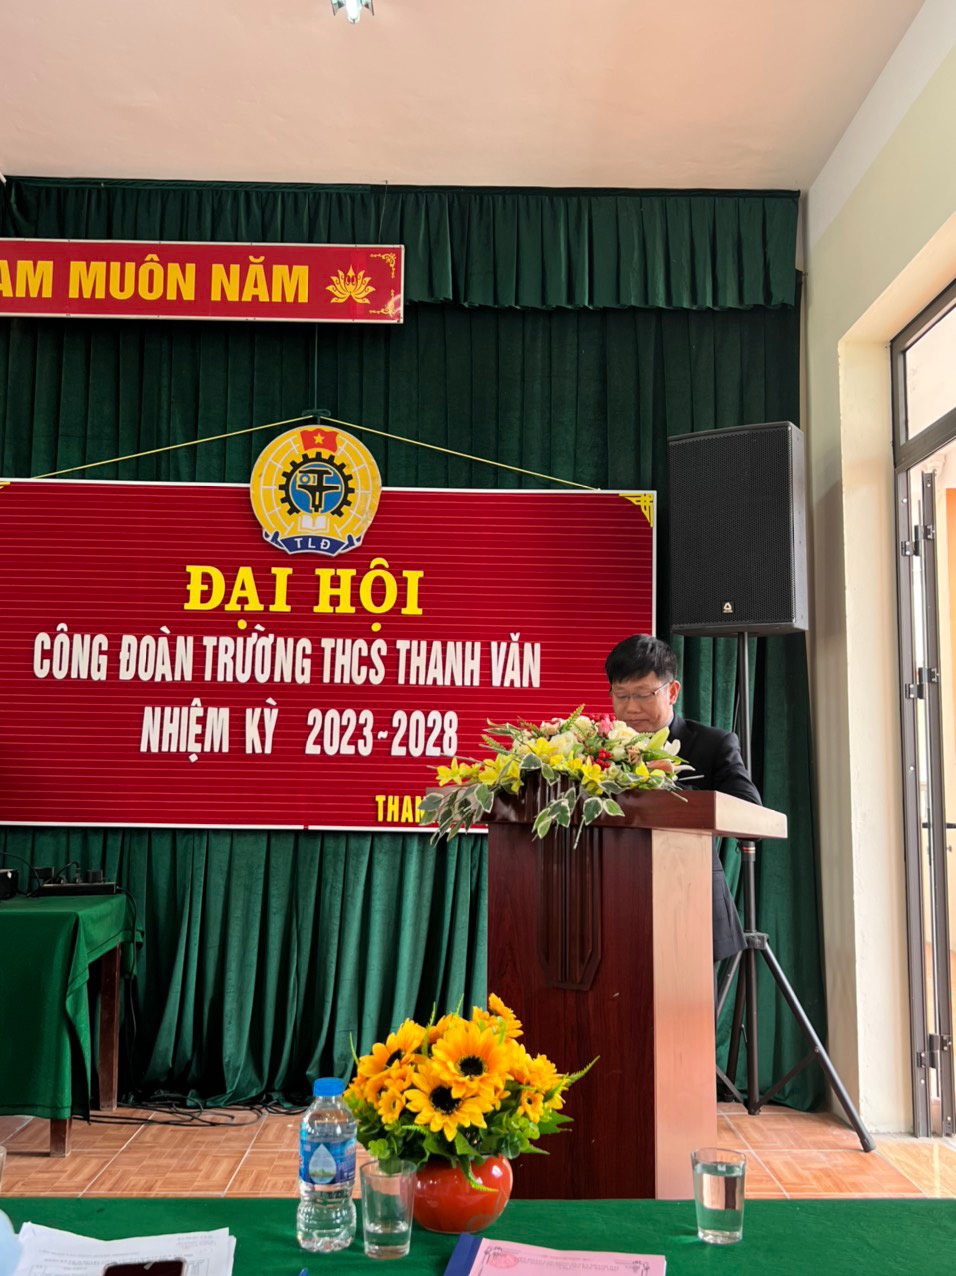 AM MUÔN NĂM
TLĐ
ĐẠI HỘI
CÔNG ĐOÀN TRƯỜNG THCS THANH VĂN
NHIỆM KỲ 2023~2028
THAN